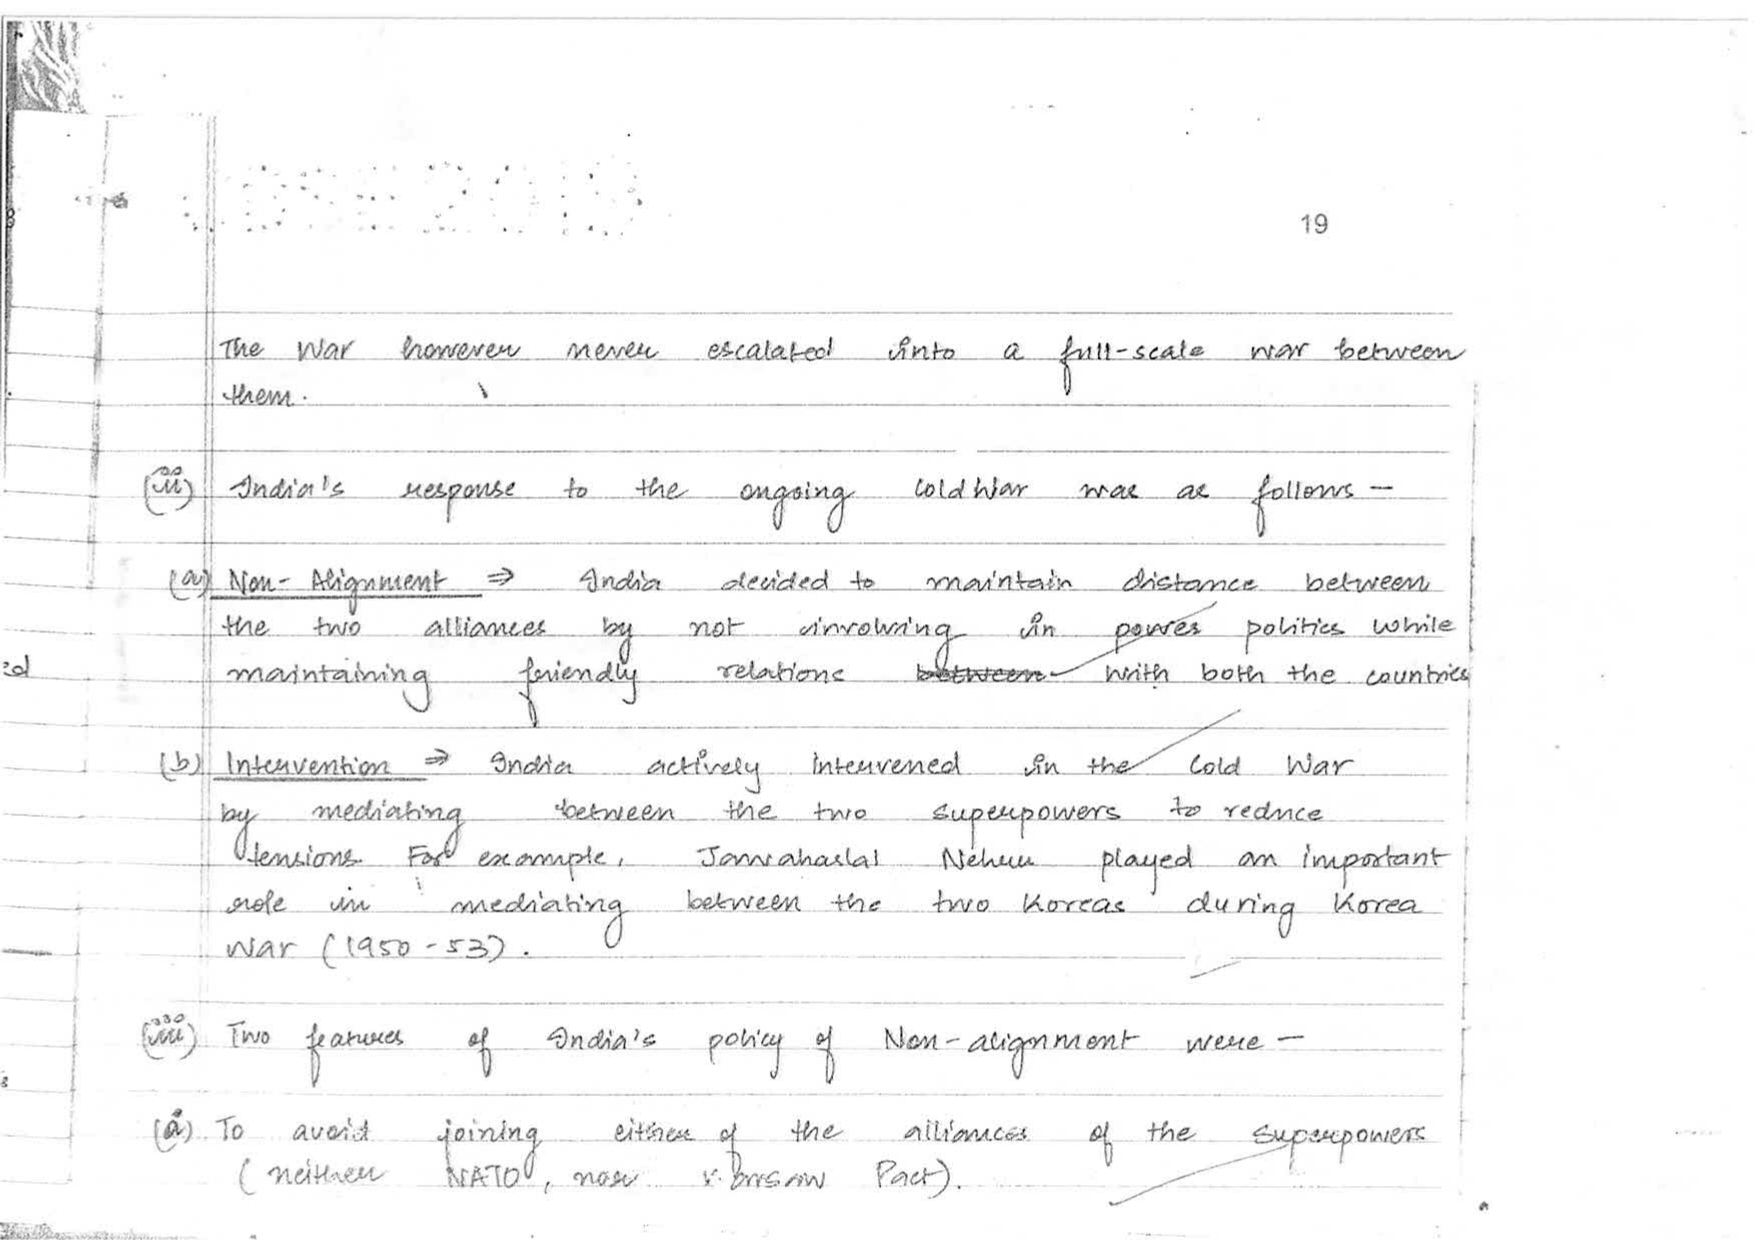 19
The War however never escalated into a full-scale war between
them.
(ii) India's response to the ongoing Cold War was as follows -
(a) Non-Alignment ⇒ India decided to maintain distance between
the two alliances by not involving in power politics while
maintaining friendly relations between with both the countries
(b) Intervention ⇒ India actively intervened in the Cold War
by mediating between the two superpowers to reduce
tensions. For example, Jawaharlal Nehru played an important
role in mediating between the two Koreas during Korea
War (1950-53).
(iii) Two features of India's policy of Non-alignment were -
(a) To avoid joining either of the alliances of the superpowers
(neither NATO, nor Warsaw Pact).